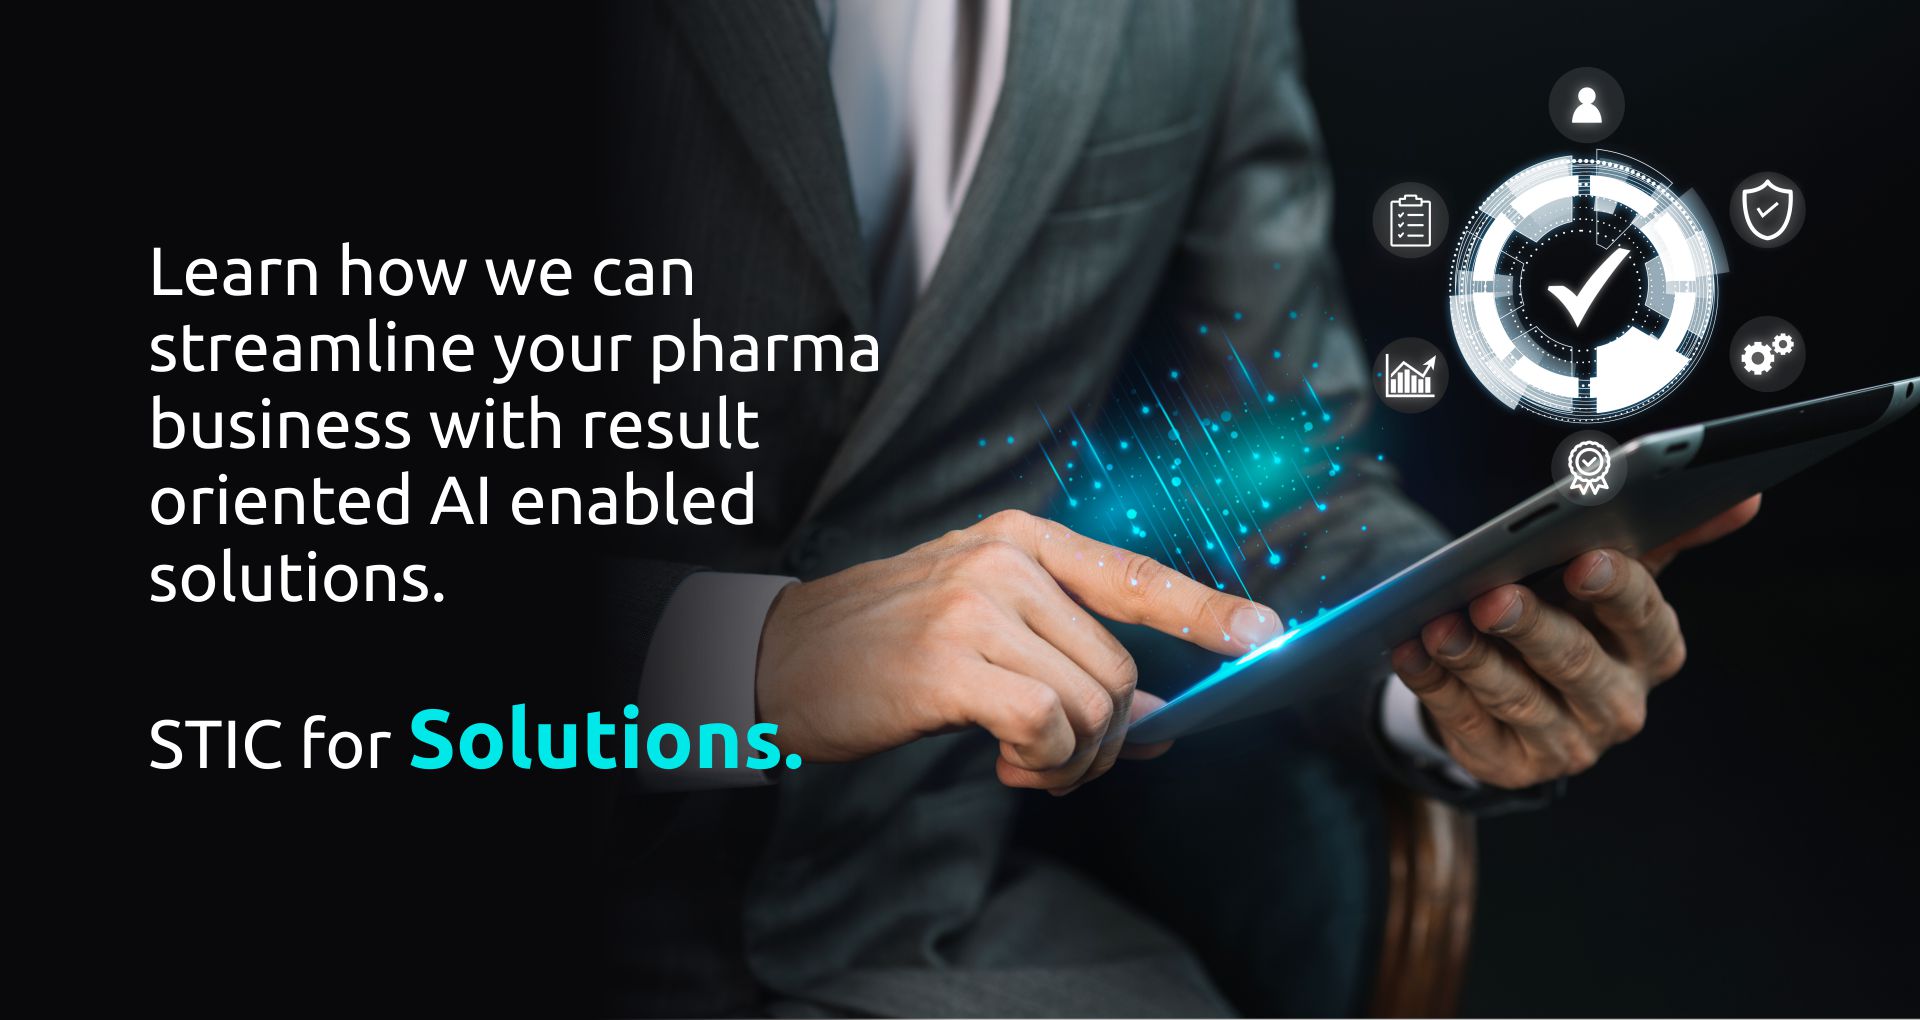 Learn how we can
streamline your pharma
business with result
oriented AI enabled
solutions.
STIC for Solutions.